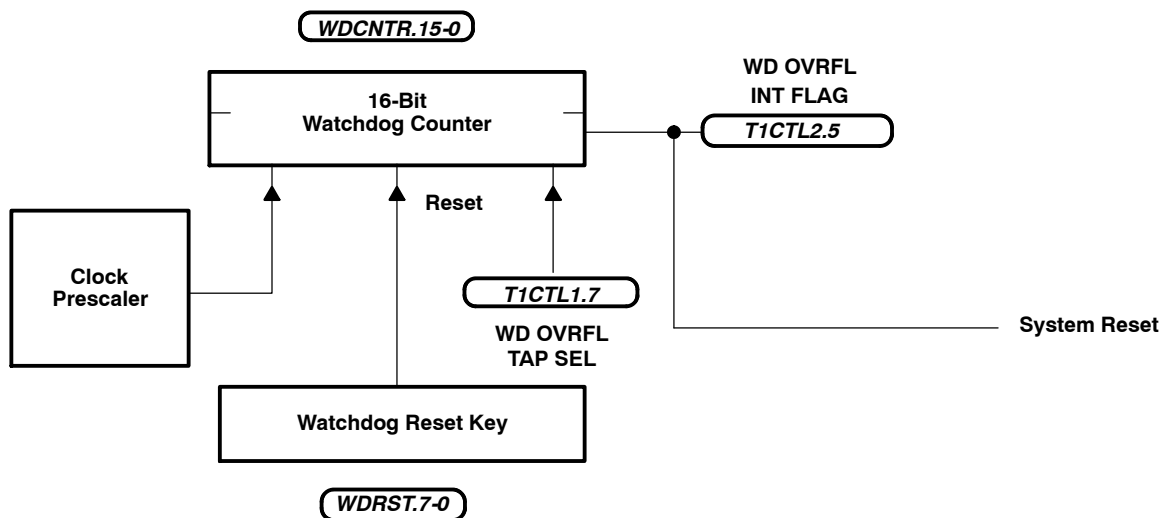 WDCNTR.15-0
16-Bit
Watchdog Counter
WD OVRFL
INT FLAG
T1CTL2.5
Reset
Clock
Prescaler
T1CTL1.7
WD OVRFL
TAP SEL
System Reset
Watchdog Reset Key
WDRST.7-0